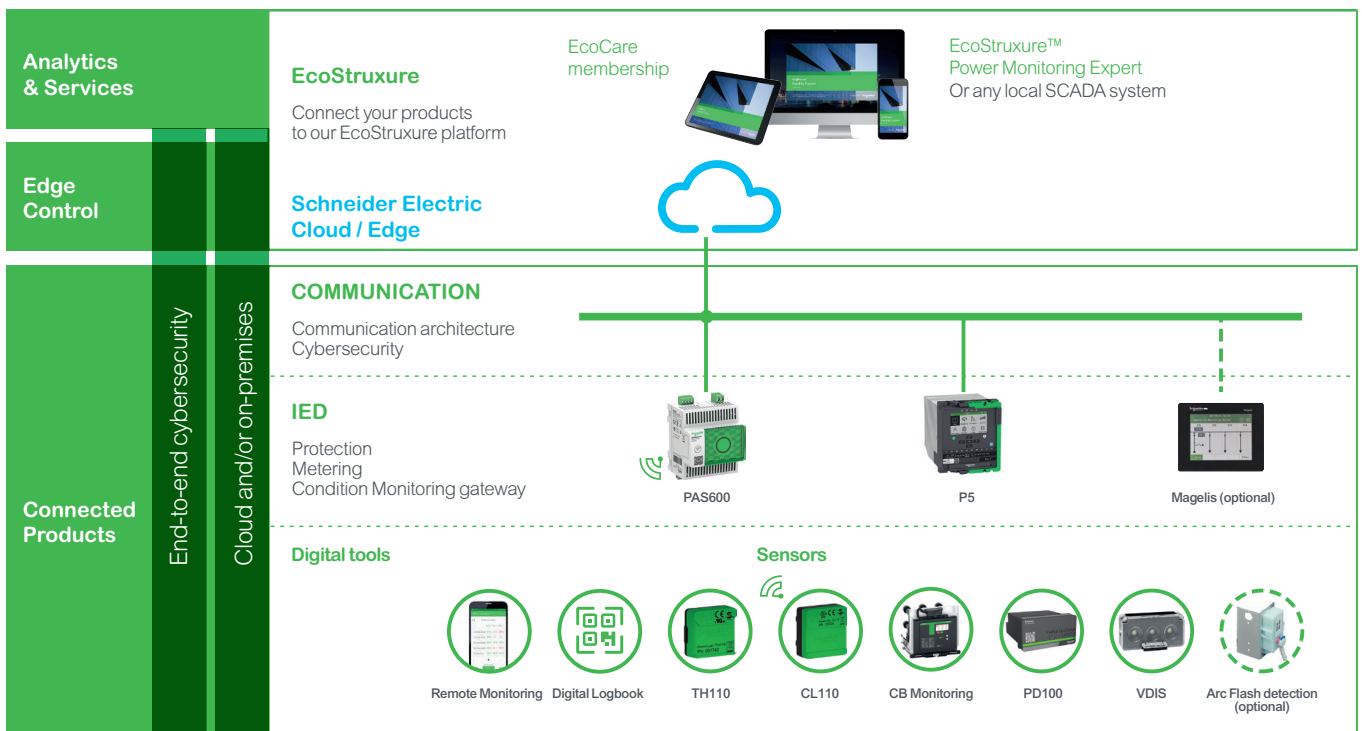 Analytics
& Services
EcoStruxure
Connect your products
to our EcoStruxure platform
EcoCare
membership
EcoStruxure™
Power Monitoring Expert
Or any local SCADA system
Edge
Control
Schneider Electric
Cloud / Edge
Connected
Products
End-to-end cybersecurity
Cloud and/or on-premises
COMMUNICATION
Communication architecture
Cybersecurity
IED
Protection
Metering
Condition Monitoring gateway
PAS600
P5
Magelis (optional)
Digital tools
Sensors
Remote Monitoring
Digital Logbook
TH110
CL110
CB Monitoring
PD100
VDIS
Arc Flash detection
(optional)